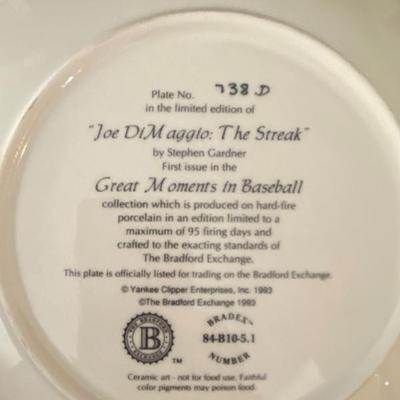 Plate No. 738 D
in the limited edition of
"Joe DiMaggio: The Streak"
by Stephen Gardner
First issue in the
Great Moments in Baseball
collection which is produced on hard-fire
porcelain in an edition limited to a
maximum of 95 firing days and
crafted to the exacting standards of
The Bradford Exchange.
This plate is officially listed for trading on the Bradford Exchange.
© Yankee Clipper Enterprises, Inc. 1993
©The Bradford Exchange 1993
THE BRADFORD
B
EXCHANGE
TM
BRADEX™
84-B10-5.1
NUMBER
Ceramic art - not for food use. Faithful
color pigments may poison food.